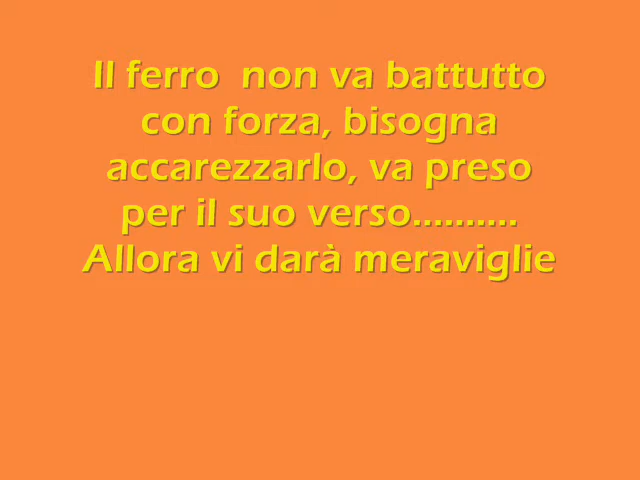 Il ferro  non va battutto
con forza, bisogna
accarezzarlo, va preso
per il suo verso..........
Allora vi darà meraviglie